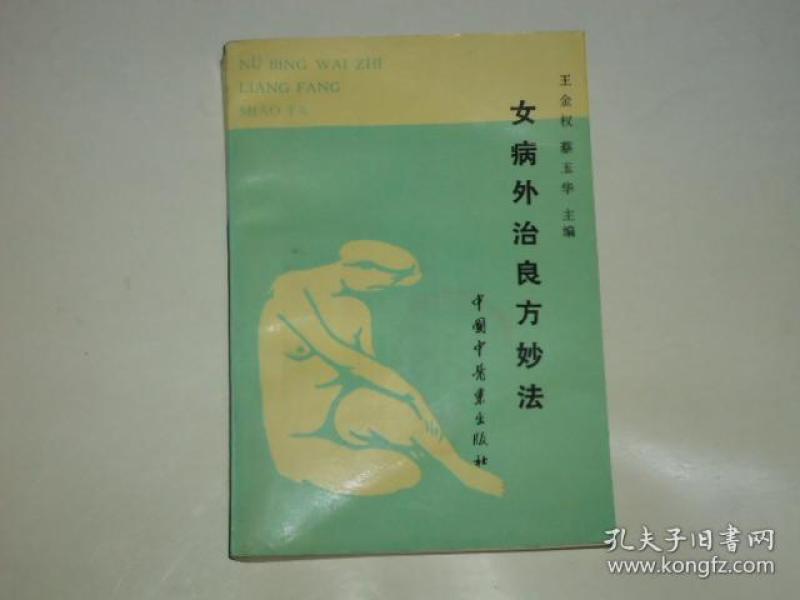 NÜ BING WAI ZHI
LIANG FANG
MIAO FA
女病外治良方妙法
王金权 蔡玉华 主编
中国中医药出版社
孔夫子旧书网
www.kongfz.com